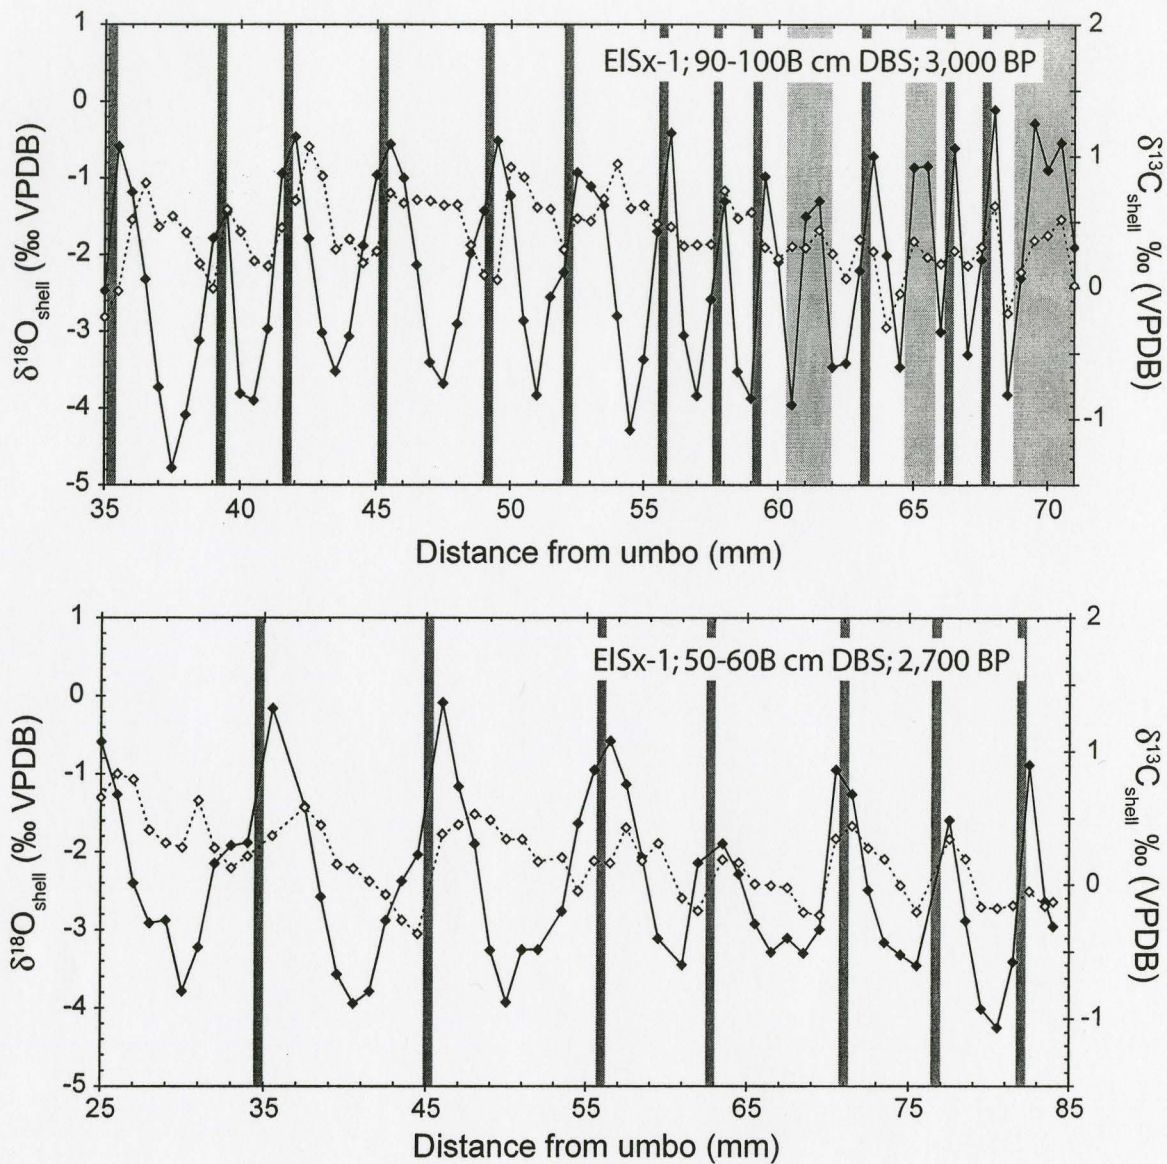 ElSx-1; 90-100B cm DBS; 3,000 BP
δ18Oshell (‰ VPDB)
1
0
-1
-2
-3
-4
-5
2
1
0
-1
δ13Cshell ‰ (VPDB)
35 40 45 50 55 60 65 70
Distance from umbo (mm)
ElSx-1; 50-60B cm DBS; 2,700 BP
δ18Oshell (‰ VPDB)
1
0
-1
-2
-3
-4
-5
2
1
0
-1
δ13Cshell ‰ (VPDB)
25 35 45 55 65 75 85
Distance from umbo (mm)